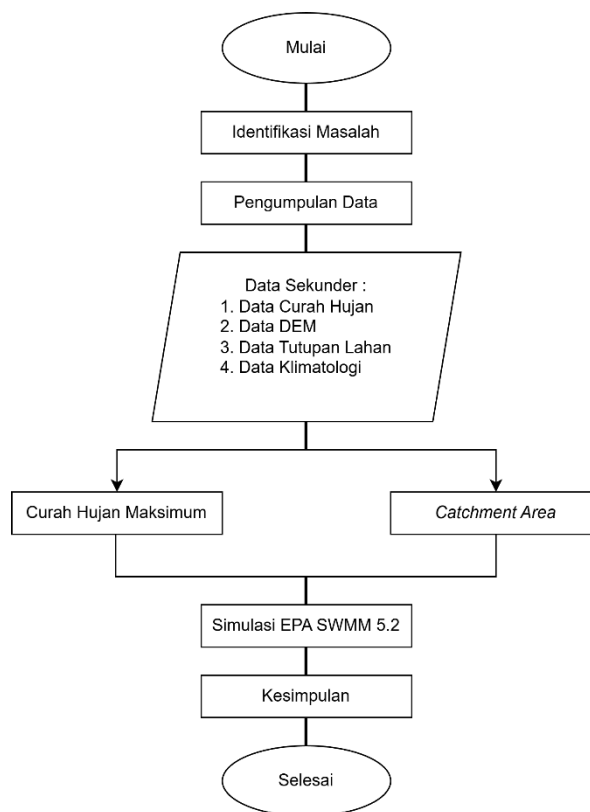 Mulai
Identifikasi Masalah
Pengumpulan Data
Data Sekunder :
1. Data Curah Hujan
2. Data DEM
3. Data Tutupan Lahan
4. Data Klimatologi
Curah Hujan Maksimum
Catchment Area
Simulasi EPA SWMM 5.2
Kesimpulan
Selesai